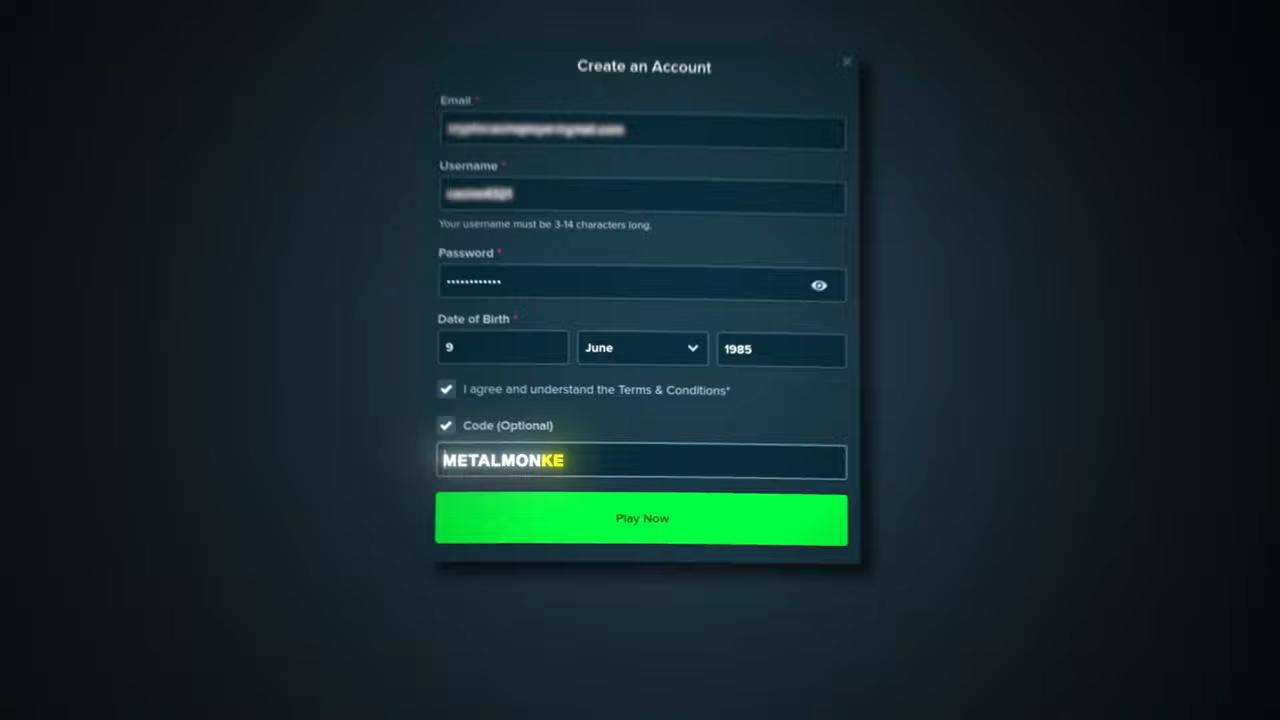 Create an Account
Email *
Username *
Your username must be 3-14 characters long.
Password *
Date of Birth *
9 June 1985
I agree and understand the Terms & Conditions*
Code (Optional)
METALMONKE
Play Now